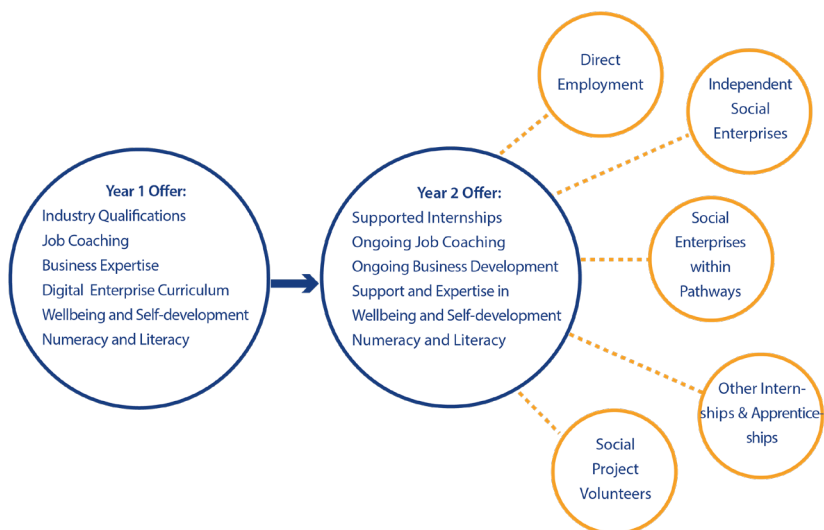 Year 1 Offer:
Industry Qualifications
Job Coaching
Business Expertise
Digital Enterprise Curriculum
Wellbeing and Self-development
Numeracy and Literacy
Year 2 Offer:
Supported Internships
Ongoing Job Coaching
Ongoing Business Development
Support and Expertise in
Wellbeing and Self-development
Numeracy and Literacy
Direct
Employment
Independent
Social
Enterprises
Social
Enterprises
within
Pathways
Other Intern-
ships & Apprentice-
ships
Social
Project
Volunteers